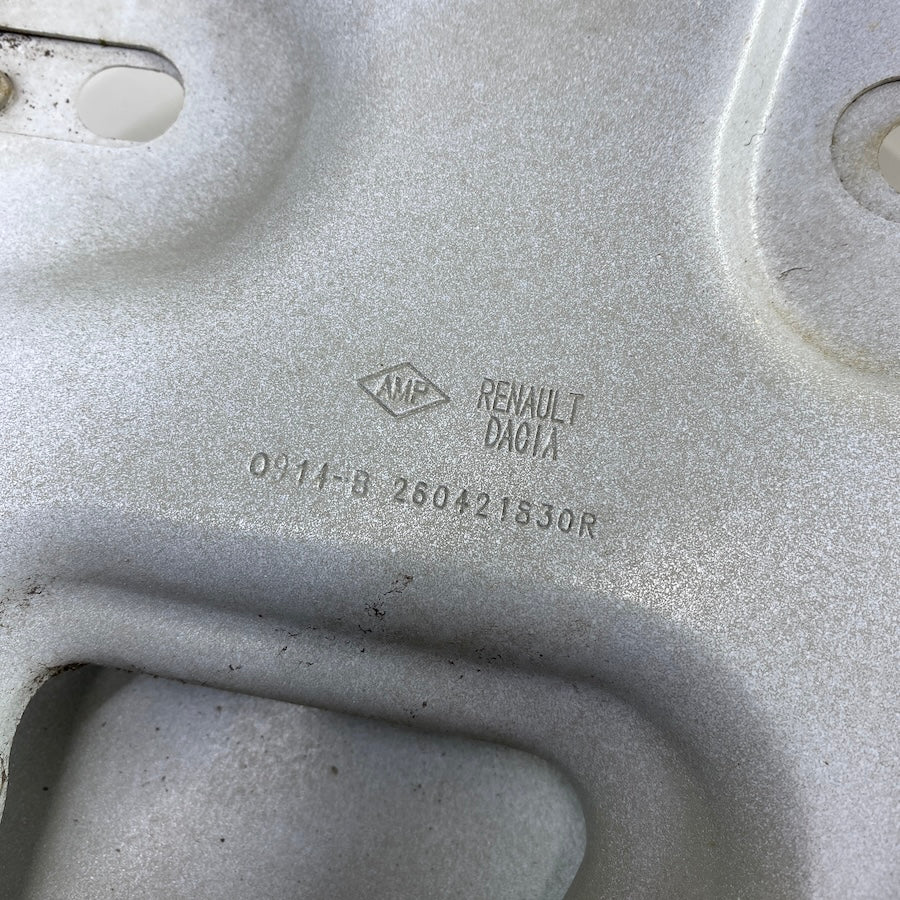 AMP
RENAULT
DACIA
0914-B 260421830R